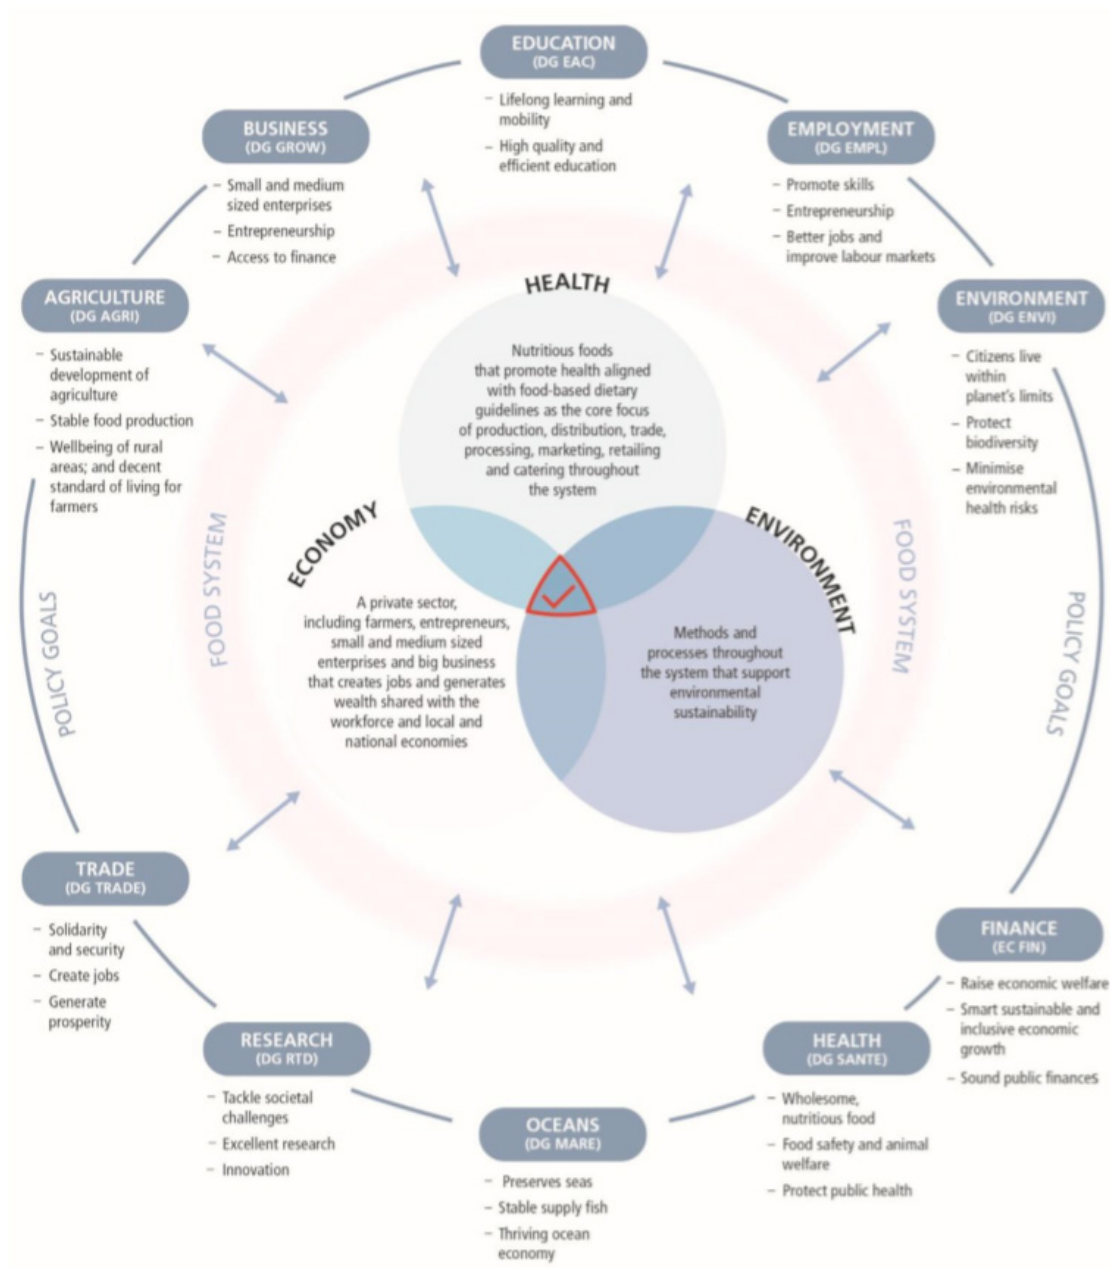 EDUCATION
(DG EAC)
– Lifelong learning and
mobility
– High quality and
efficient education
BUSINESS
(DG GROW)
– Small and medium
sized enterprises
– Entrepreneurship
– Access to finance
EMPLOYMENT
(DG EMPL)
– Promote skills
– Entrepreneurship
– Better jobs and
improve labour markets
AGRICULTURE
(DG AGRI)
– Sustainable
development of
agriculture
– Stable food production
– Wellbeing of rural
areas; and decent
standard of living for
farmers
ENVIRONMENT
(DG ENVI)
– Citizens live
within
planet's limits
– Protect
biodiversity
– Minimise
environmental
health risks
HEALTH
Nutritious foods
that promote health aligned
with food-based dietary
guidelines as the core focus
of production, distribution, trade,
processing, marketing, retailing
and catering throughout
the system
ECONOMY
A private sector,
including farmers, entrepreneurs,
small and medium sized
enterprises and big business
that creates jobs and generates
wealth shared with the
workforce and local and
national economies
ENVIRONMENT
Methods and
processes throughout
the system that support
environmental
sustainability
FOOD SYSTEM
FOOD SYSTEM
POLICY GOALS
POLICY GOALS
TRADE
(DG TRADE)
– Solidarity
and security
– Create jobs
– Generate
prosperity
FINANCE
(EC FIN)
– Raise economic welfare
– Smart sustainable and
inclusive economic
growth
– Sound public finances
RESEARCH
(DG RTD)
– Tackle societal
challenges
– Excellent research
– Innovation
HEALTH
(DG SANTE)
– Wholesome,
nutritious food
– Food safety and animal
welfare
– Protect public health
OCEANS
(DG MARE)
– Preserves seas
– Stable supply fish
– Thriving ocean
economy